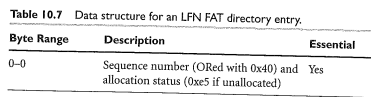 Table 10.7 Data structure for an LFN FAT directory entry.
Byte Range Description Essential
0–0 Sequence number (ORed with 0x40) and Yes
allocation status (0xe5 if unallocated)